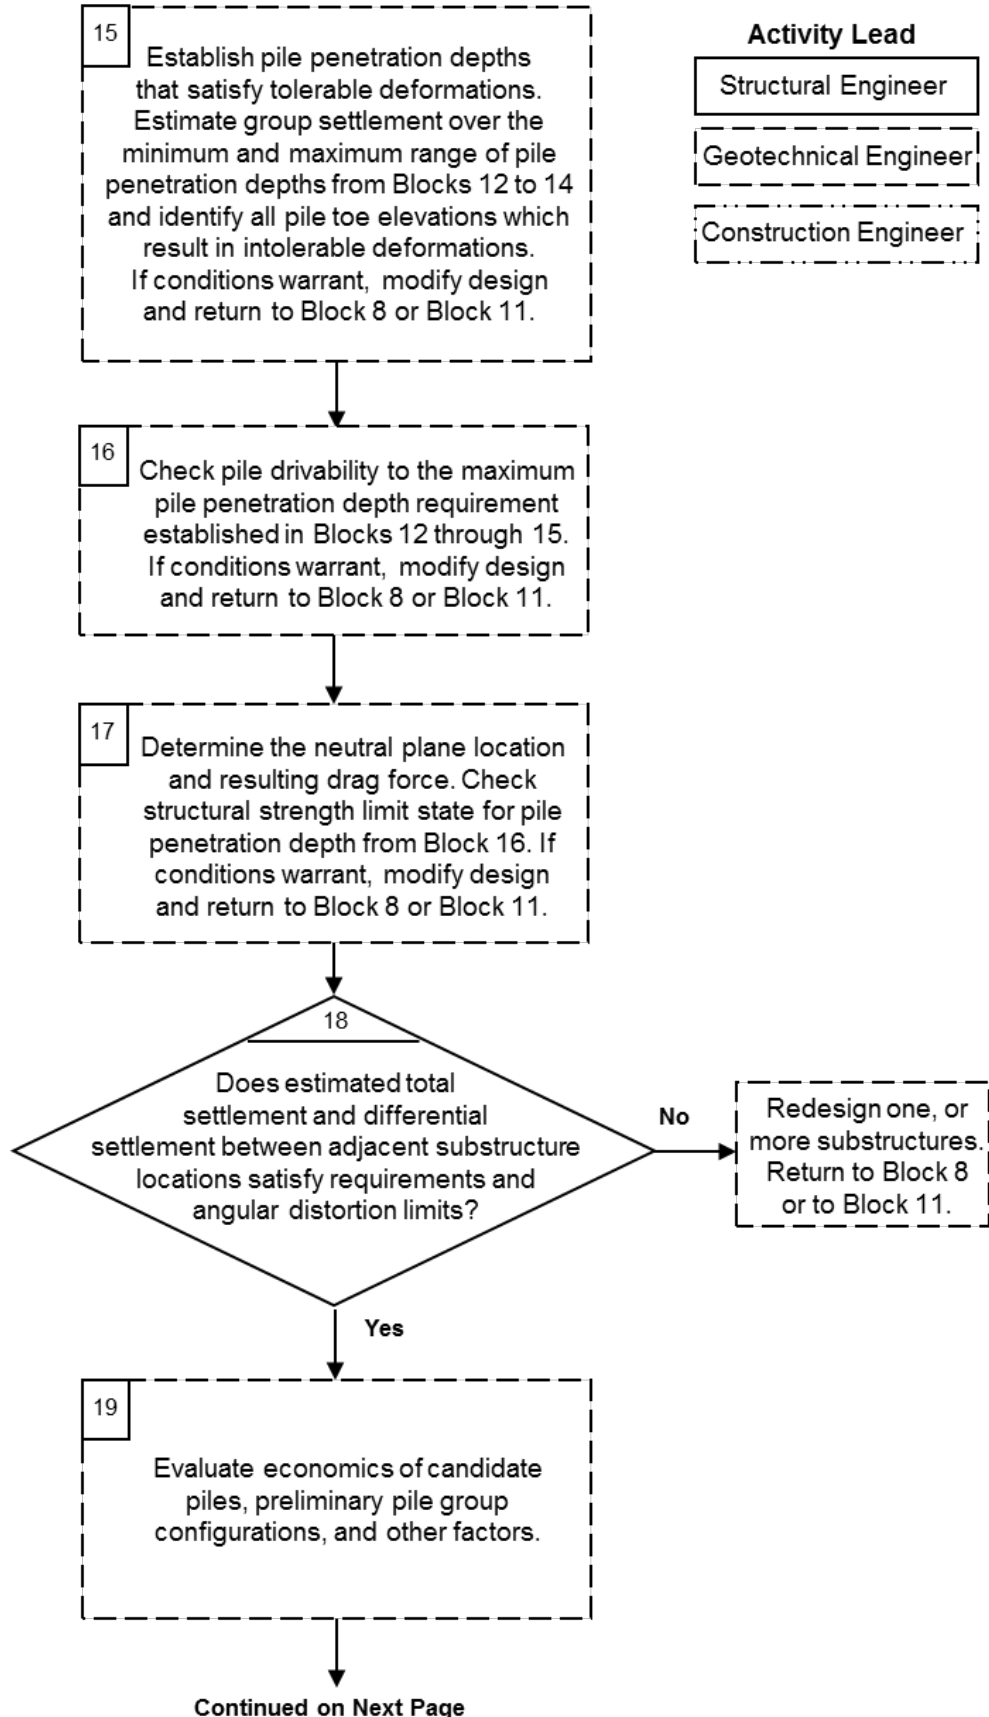 15
Establish pile penetration depths
that satisfy tolerable deformations.
Estimate group settlement over the
minimum and maximum range of pile
penetration depths from Blocks 12 to 14
and identify all pile toe elevations which
result in intolerable deformations.
If conditions warrant, modify design
and return to Block 8 or Block 11.
Activity Lead
Structural Engineer
Geotechnical Engineer
Construction Engineer
16
Check pile drivability to the maximum
pile penetration depth requirement
established in Blocks 12 through 15.
If conditions warrant, modify design
and return to Block 8 or Block 11.
17
Determine the neutral plane location
and resulting drag force. Check
structural strength limit state for pile
penetration depth from Block 16. If
conditions warrant, modify design
and return to Block 8 or Block 11.
18
Does estimated total
settlement and differential
settlement between adjacent substructure
locations satisfy requirements and
angular distortion limits?
No
Redesign one, or
more substructures.
Return to Block 8
or to Block 11.
Yes
19
Evaluate economics of candidate
piles, preliminary pile group
configurations, and other factors.
Continued on Next Page